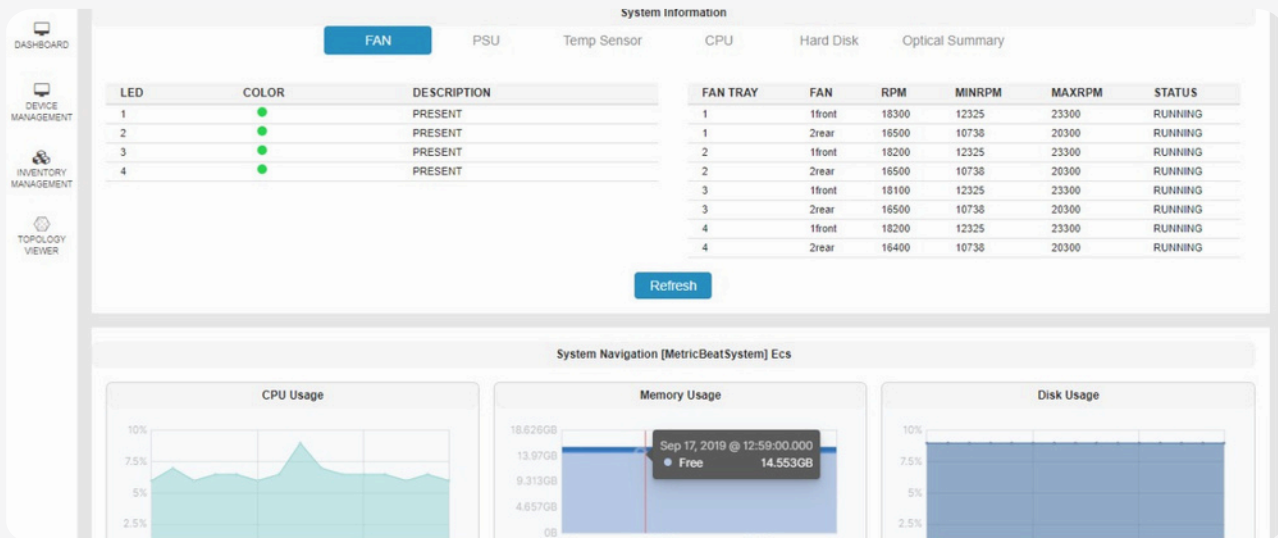 System Information
DASHBOARD
DEVICE
MANAGEMENT
INVENTORY
MANAGEMENT
TOPOLOGY
VIEWER
FAN PSU Temp Sensor CPU Hard Disk Optical Summary
LED COLOR DESCRIPTION
1 PRESENT
2 PRESENT
3 PRESENT
4 PRESENT
FAN TRAY FAN RPM MINRPM MAXRPM STATUS
1 1front 18300 12325 23300 RUNNING
1 2rear 16500 10738 20300 RUNNING
2 1front 18200 12325 23300 RUNNING
2 2rear 16500 10738 20300 RUNNING
3 1front 18100 12325 23300 RUNNING
3 2rear 16500 10738 20300 RUNNING
4 1front 18200 12325 23300 RUNNING
4 2rear 16400 10738 20300 RUNNING
Refresh
System Navigation [MetricBeatSystem] Ecs
CPU Usage
10%
7.5%
5%
2.5%
Memory Usage
18.626GB
13.97GB
9.313GB
4.657GB
0B
Sep 17, 2019 @ 12:59:00.000
Free 14.553GB
Disk Usage
10%
7.5%
5%
2.5%